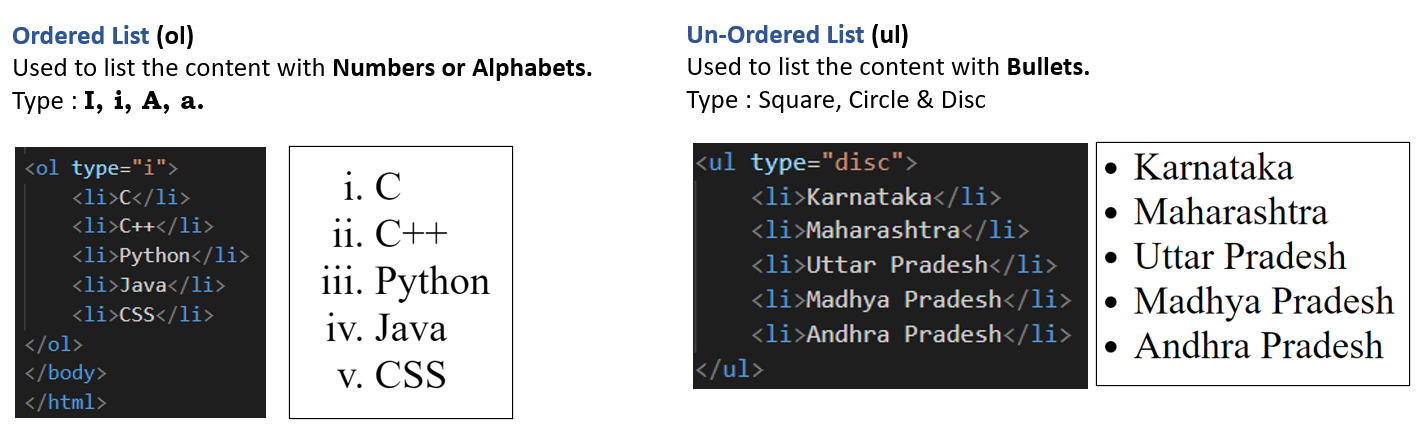 Ordered List (ol)
Used to list the content with Numbers or Alphabets.
Type : I, i, A, a.
<ol type="i">
<li>C</li>
<li>C++</li>
<li>Python</li>
<li>Java</li>
<li>CSS</li>
</ol>
</body>
</html>
i. C
ii. C++
iii. Python
iv. Java
v. CSS
Un-Ordered List (ul)
Used to list the content with Bullets.
Type : Square, Circle & Disc
<ul type="disc">
<li>Karnataka</li>
<li>Maharashtra</li>
<li>Uttar Pradesh</li>
<li>Madhya Pradesh</li>
<li>Andhra Pradesh</li>
</ul>
• Karnataka
• Maharashtra
• Uttar Pradesh
• Madhya Pradesh
• Andhra Pradesh